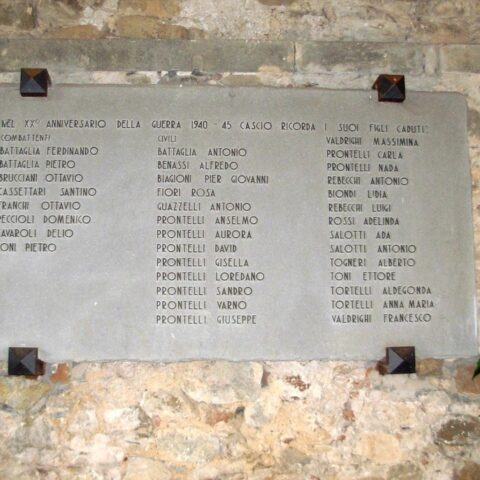 NEL XX° ANNIVERSARIO DELLA GUERRA 1940-45 CASCIO RICORDA I SUOI FIGLI CADUTI:
COMBATTENTI
BATTAGLIA FERDINANDO
BATTAGLIA PIETRO
BRUCCIANI OTTAVIO
CASSETTARI SANTINO
FRANCHI OTTAVIO
PECCIOLI DOMENICO
TAVAROLI DELIO
TONI PIETRO
CIVILI
BATTAGLIA ANTONIO
BENASSI ALFREDO
BIAGIONI PIER GIOVANNI
FIORI ROSA
GUAZZELLI ANTONIO
PRONTELLI ANSELMO
PRONTELLI AURORA
PRONTELLI DAVID
PRONTELLI GISELLA
PRONTELLI LOREDANO
PRONTELLI SANDRO
PRONTELLI VARNO
PRONTELLI GIUSEPPE
VALDRIGHI MASSIMINA
PRONTELLI CARLA
PRONTELLI NADA
REBECCHI ANTONIO
BIONDI LIDIA
REBECCHI LUIGI
ROSSI ADELINDA
SALOTTI ADA
SALOTTI ANTONIO
TOGNERI ALBERTO
TONI ETTORE
TORTELLI ALDEGONDA
TORTELLI ANNA MARIA
VALDRIGHI FRANCESCO